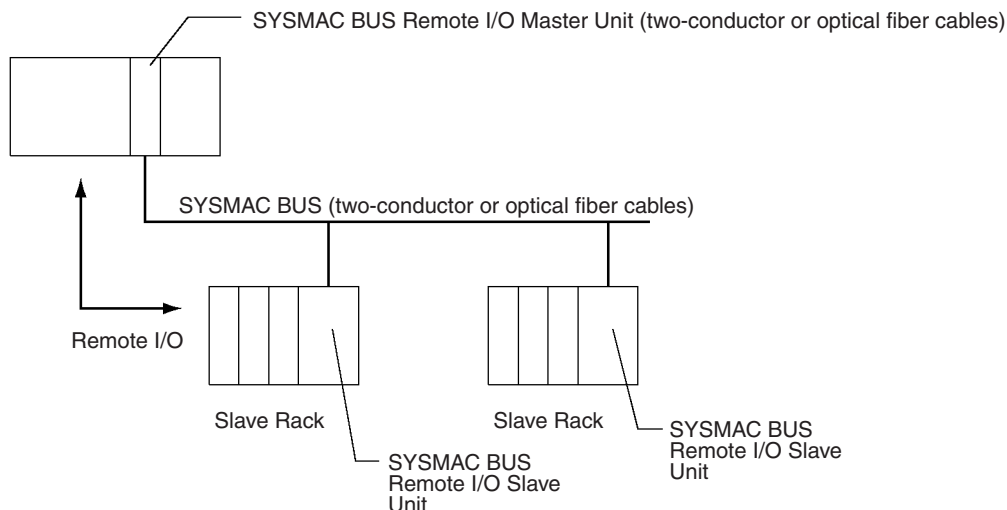 SYSMAC BUS Remote I/O Master Unit (two-conductor or optical fiber cables)
SYSMAC BUS (two-conductor or optical fiber cables)
Remote I/O
Slave Rack
Slave Rack
SYSMAC BUS
Remote I/O Slave
Unit
SYSMAC BUS
Remote I/O Slave
Unit